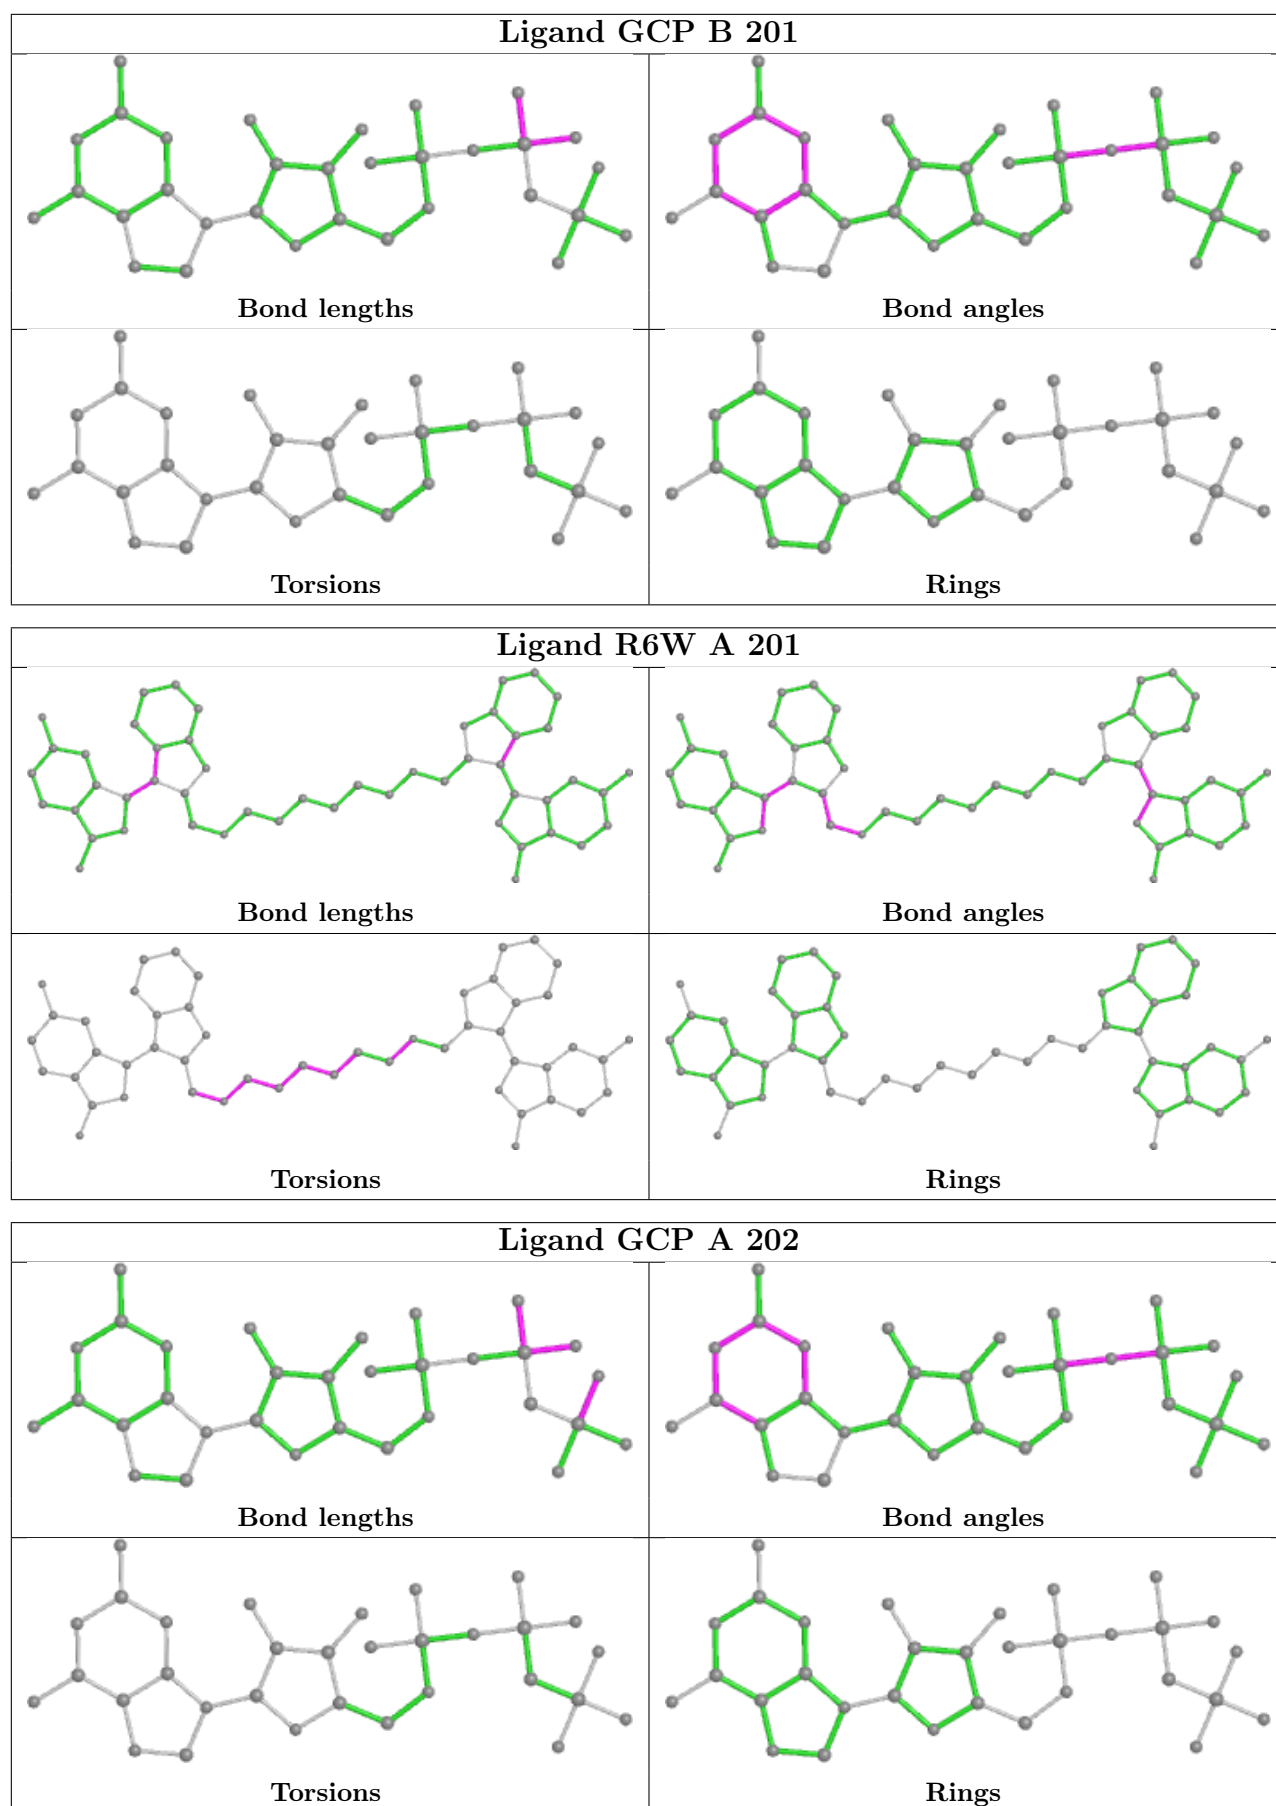 Ligand GCP B 201
Bond lengths
Bond angles
Torsions
Rings
Ligand R6W A 201
Bond lengths
Bond angles
Torsions
Rings
Ligand GCP A 202
Bond lengths
Bond angles
Torsions
Rings